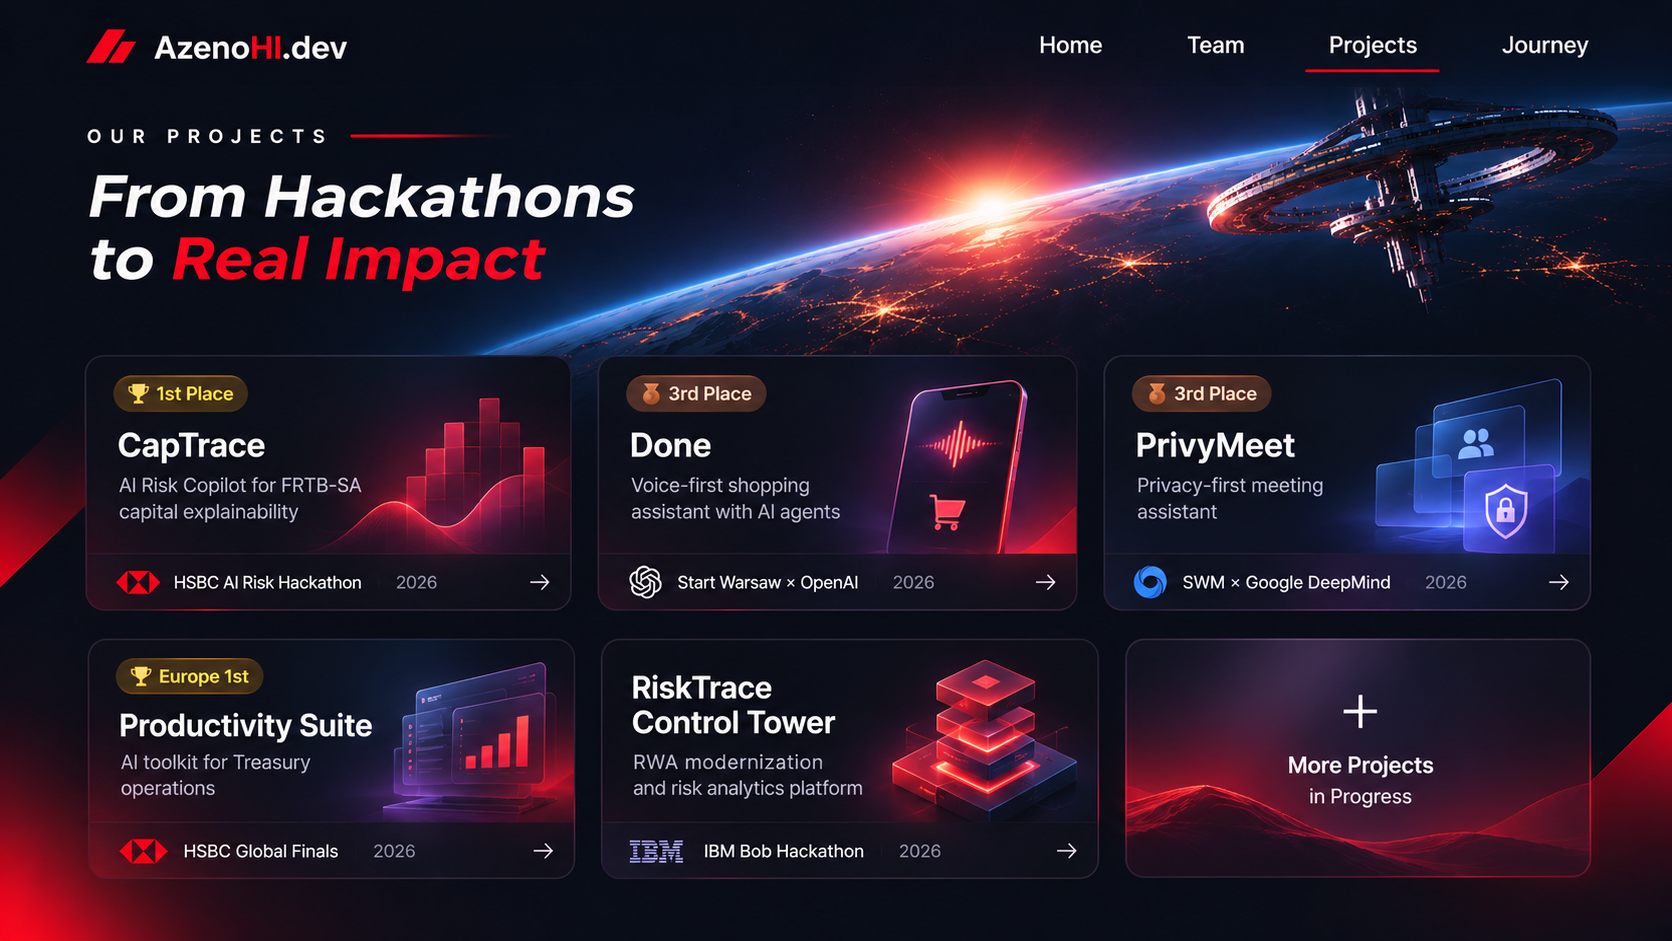 AzenoHI.dev
Home
Team
Projects
Journey
OUR PROJECTS
From Hackathons
to Real Impact
1st Place
CapTrace
AI Risk Copilot for FRTB-SA
capital explainability
HSBC AI Risk Hackathon
2026
3rd Place
Done
Voice-first shopping
assistant with AI agents
Start Warsaw × OpenAI
2026
3rd Place
PrivyMeet
Privacy-first meeting
assistant
SWM × Google DeepMind
2026
Europe 1st
Productivity Suite
AI toolkit for Treasury
operations
HSBC Global Finals
2026
RiskTrace
Control Tower
RWA modernization
and risk analytics platform
IBM
IBM Bob Hackathon
2026
More Projects
in Progress